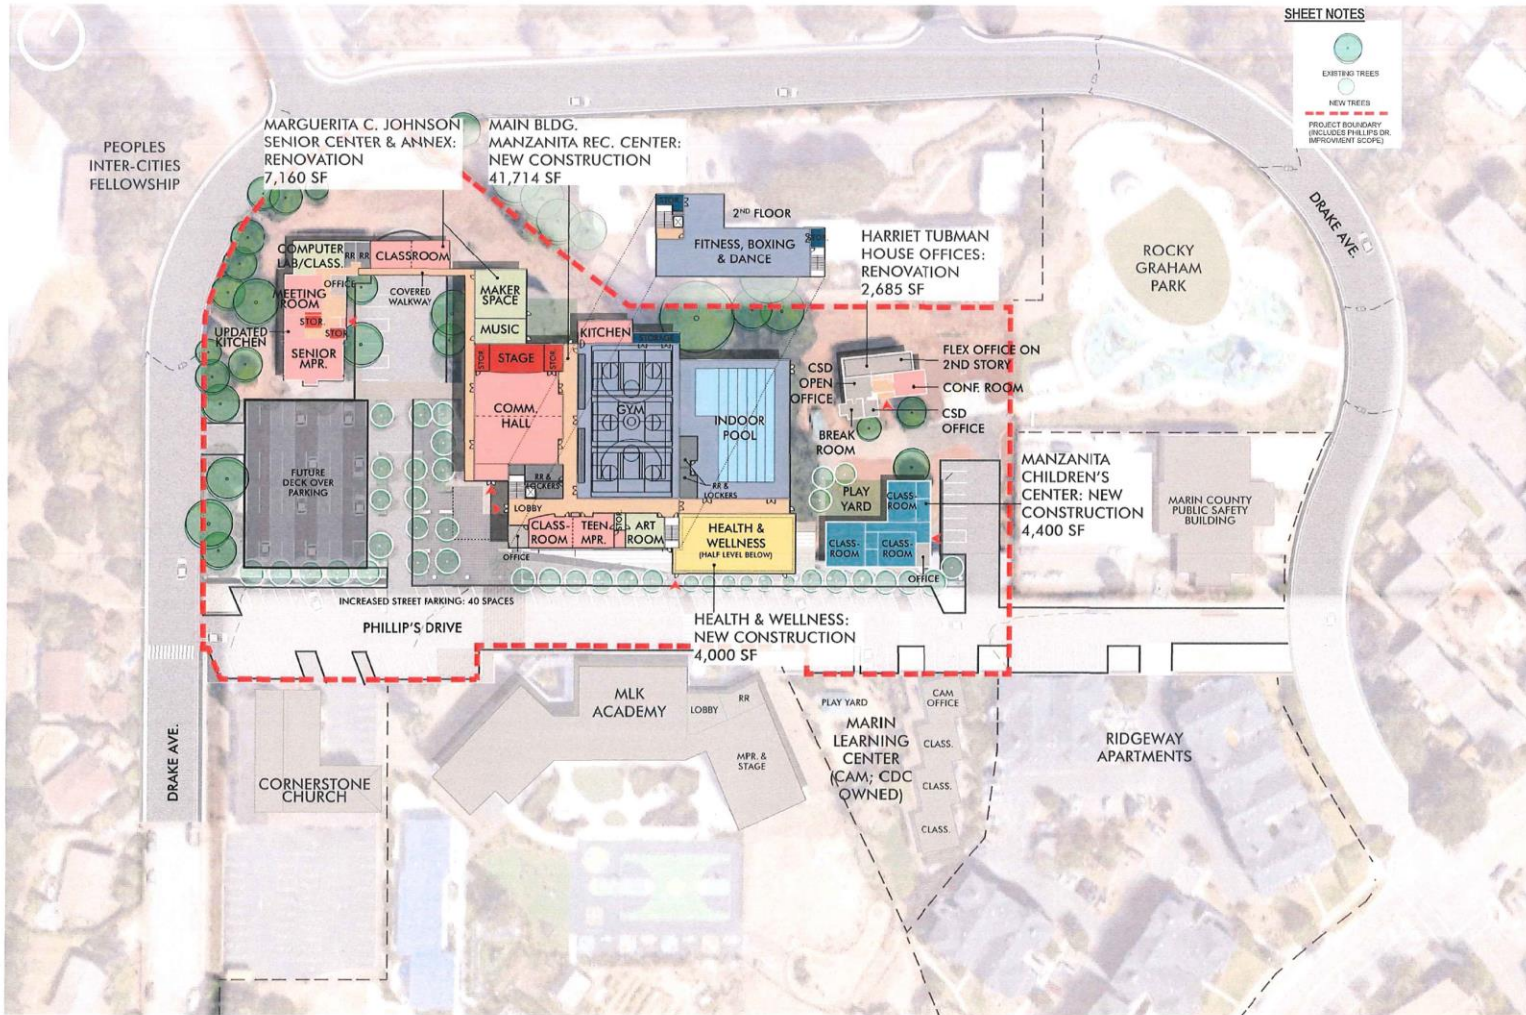 SHEET NOTES
EXISTING TREES
NEW TREES
PROJECT BOUNDARY
(INCLUDES PHILLIPS DR.
IMPROVMENT SCOPE)
PEOPLES
INTER-CITIES
FELLOWSHIP
MARGUERITA C. JOHNSON
SENIOR CENTER & ANNEX:
RENOVATION
7,160 SF
MAIN BLDG.
MANZANITA REC. CENTER:
NEW CONSTRUCTION
41,714 SF
STOR.
2ND FLOOR
STOR.
FITNESS, BOXING
& DANCE
HARRIET TUBMAN
HOUSE OFFICES:
RENOVATION
2,685 SF
DRAKE AVE.
ROCKY
GRAHAM
PARK
COMPUTER
LAB/CLASS.
RR RR
CLASSROOM
OFFICE
COVERED
WALKWAY
MEETING
ROOM
STOR.
STOR.
UPDATED
KITCHEN
SENIOR
MPR.
MAKER
SPACE
MUSIC
KITCHEN
STORAGE
STOR.
STAGE
STOR.
COMM.
HALL
GYM
INDOOR
POOL
RR &
LOCKERS
RR &
LOCKERS
LOBBY
CLASS-
ROOM
TEEN
MPR.
STOR.
ART
ROOM
OFFICE
HEALTH &
WELLNESS
(HALF LEVEL BELOW)
CSD
OPEN
OFFICE
FLEX OFFICE ON
2ND STORY
CONF. ROOM
CSD
OFFICE
BREAK
ROOM
PLAY
YARD
CLASS-
ROOM
CLASS-
ROOM
CLASS-
ROOM
OFFICE
MANZANITA
CHILDREN'S
CENTER: NEW
CONSTRUCTION
4,400 SF
MARIN COUNTY
PUBLIC SAFETY
BUILDING
FUTURE
DECK OVER
PARKING
INCREASED STREET PARKING: 40 SPACES
PHILLIP'S DRIVE
HEALTH & WELLNESS:
NEW CONSTRUCTION
4,000 SF
DRAKE AVE.
CORNERSTONE
CHURCH
MLK
ACADEMY
LOBBY
RR
MPR. &
STAGE
PLAY YARD
MARIN
LEARNING
CENTER
(CAM; CDC
OWNED)
CAM
OFFICE
CLASS.
CLASS.
CLASS.
RIDGEWAY
APARTMENTS